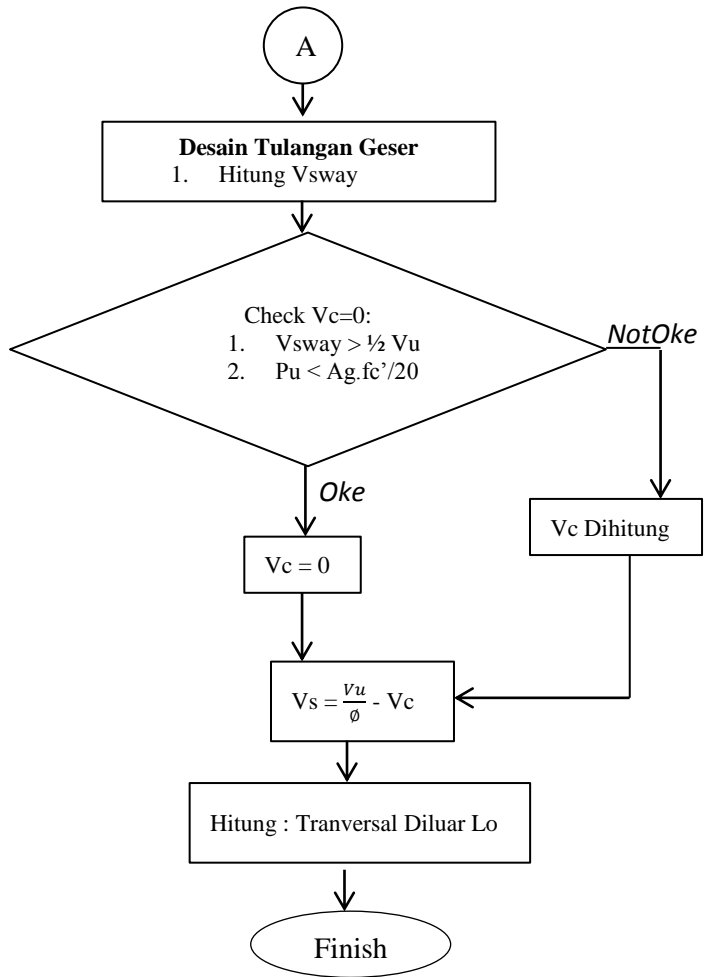 A
Desain Tulangan Geser
1. Hitung Vsway
Check Vc=0:
1. Vsway > ½ Vu
2. Pu < Ag.fc’/20
NotOke
Oke
Vc Dihitung
Vc = 0
Vs = Vu/ø - Vc
Hitung : Tranversal Diluar Lo
Finish